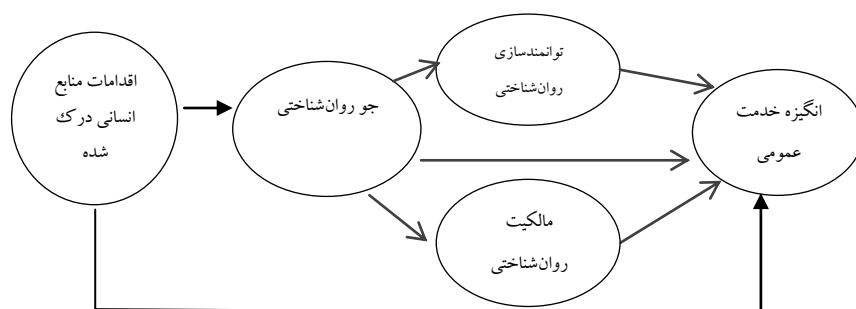 اقدامات منابع
انسانی درک
شده
جو روان‌شناختی
توانمندسازی
روان‌شناختی
مالکیت
روان‌شناختی
انگیزه خدمت
عمومی